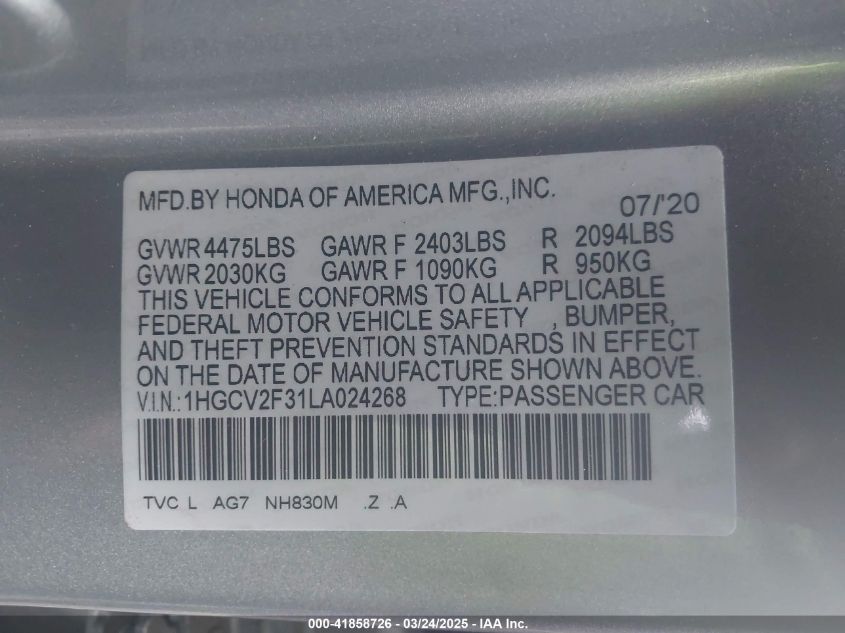 MFD.BY HONDA OF AMERICA MFG.,INC. 07/'20
GVWR 4475LBS GAWR F 2403LBS R 2094LBS
GVWR 2030KG GAWR F 1090KG R 950KG
THIS VEHICLE CONFORMS TO ALL APPLICABLE
FEDERAL MOTOR VEHICLE SAFETY , BUMPER,
AND THEFT PREVENTION STANDARDS IN EFFECT
ON THE DATE OF MANUFACTURE SHOWN ABOVE.
V.I.N.:1HGCV2F31LA024268 TYPE:PASSENGER CAR
TVC L AG7 NH830M .Z .A
000-41858726 - 03/24/2025 - IAA Inc.